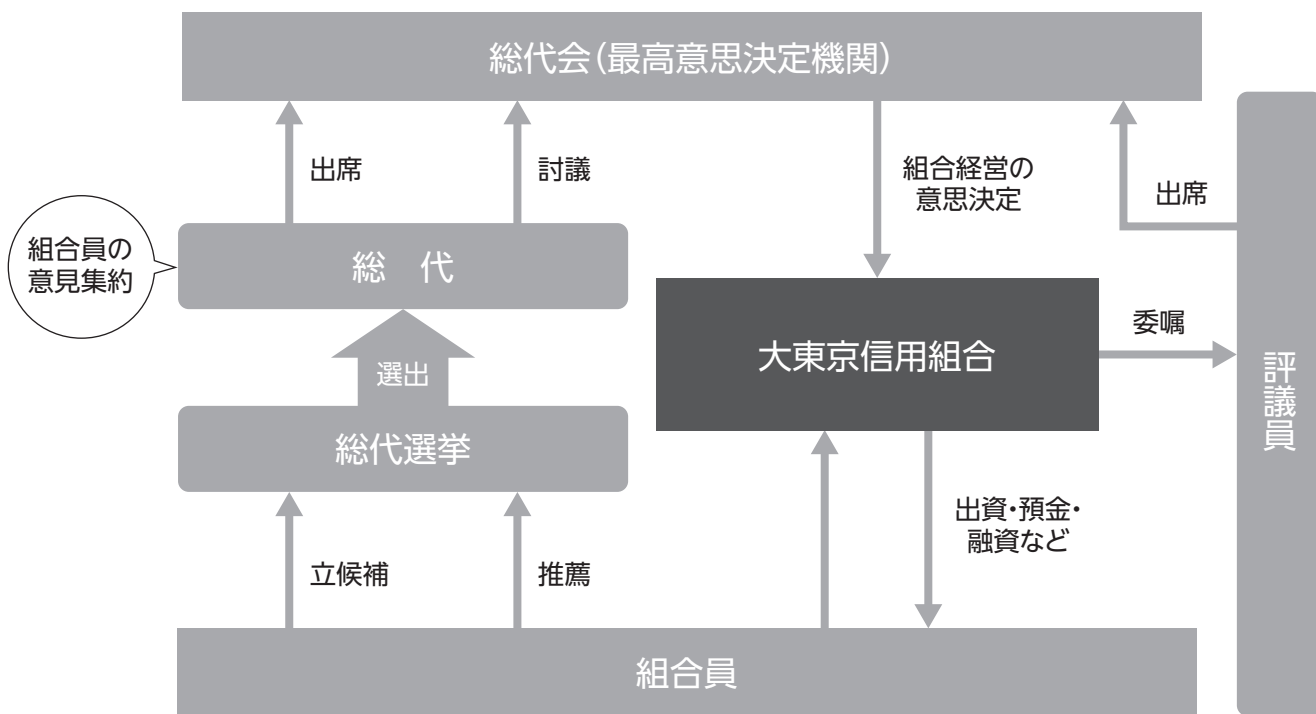 総代会(最高意思決定機関)
出席
討議
組合経営の
意思決定
出席
組合員の
意見集約
総　代
大東京信用組合
委嘱
評議員
選出
総代選挙
出資・預金・
融資など
立候補
推薦
組合員